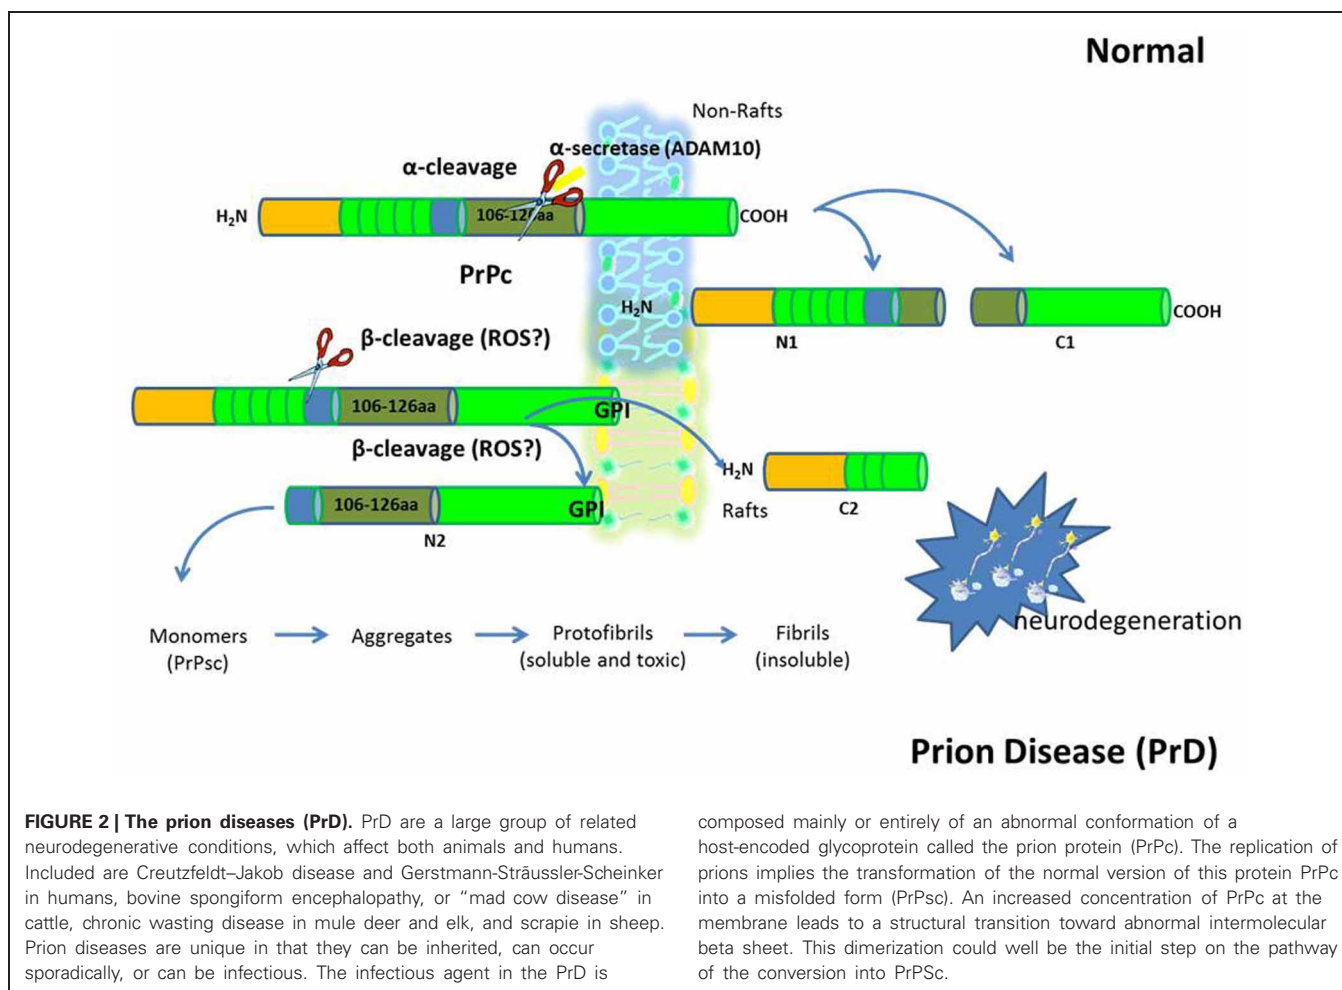 Normal
Non-Rafts
α-secretase (ADAM10)
α-cleavage
H₂N
106-126aa
COOH
PrPc
H₂N
N1
C1
COOH
β-cleavage (ROS?)
106-126aa
GPI
β-cleavage (ROS?)
H₂N
C2
Rafts
106-126aa
GPI
N2
neurodegeneration
Monomers
(PrPsc)
Aggregates
Protofibrils
(soluble and toxic)
Fibrils
(insoluble)
Prion Disease (PrD)
FIGURE 2 | The prion diseases (PrD). PrD are a large group of related
neurodegenerative conditions, which affect both animals and humans.
Included are Creutzfeldt–Jakob disease and Gerstmann-Sträussler-Scheinker
in humans, bovine spongiform encephalopathy, or “mad cow disease” in
cattle, chronic wasting disease in mule deer and elk, and scrapie in sheep.
Prion diseases are unique in that they can be inherited, can occur
sporadically, or can be infectious. The infectious agent in the PrD is
composed mainly or entirely of an abnormal conformation of a
host-encoded glycoprotein called the prion protein (PrPc). The replication of
prions implies the transformation of the normal version of this protein PrPc
into a misfolded form (PrPsc). An increased concentration of PrPc at the
membrane leads to a structural transition toward abnormal intermolecular
beta sheet. This dimerization could well be the initial step on the pathway
of the conversion into PrPSc.